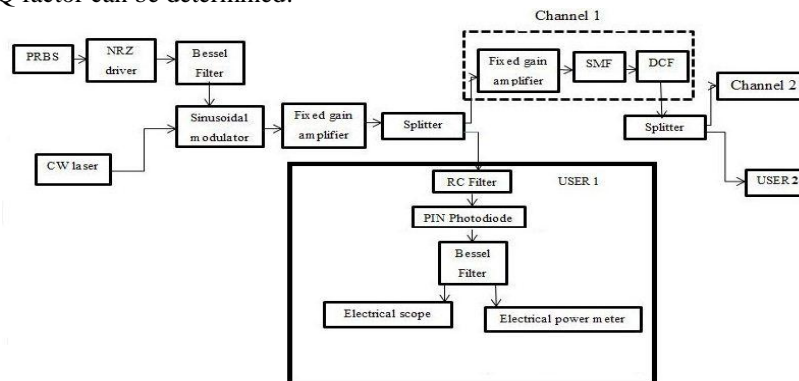 Q factor can be determined.
Channel 1
PRBS
NRZ
driver
Bessel
Filter
Fixed gain
amplifier
SMF
DCF
Channel 2
Sinusoidal
modulator
Fixed gain
amplifier
Splitter
Splitter
CW laser
USER 2
RC Filter
USER 1
PIN Photodiode
Bessel
Filter
Electrical scope
Electrical power meter